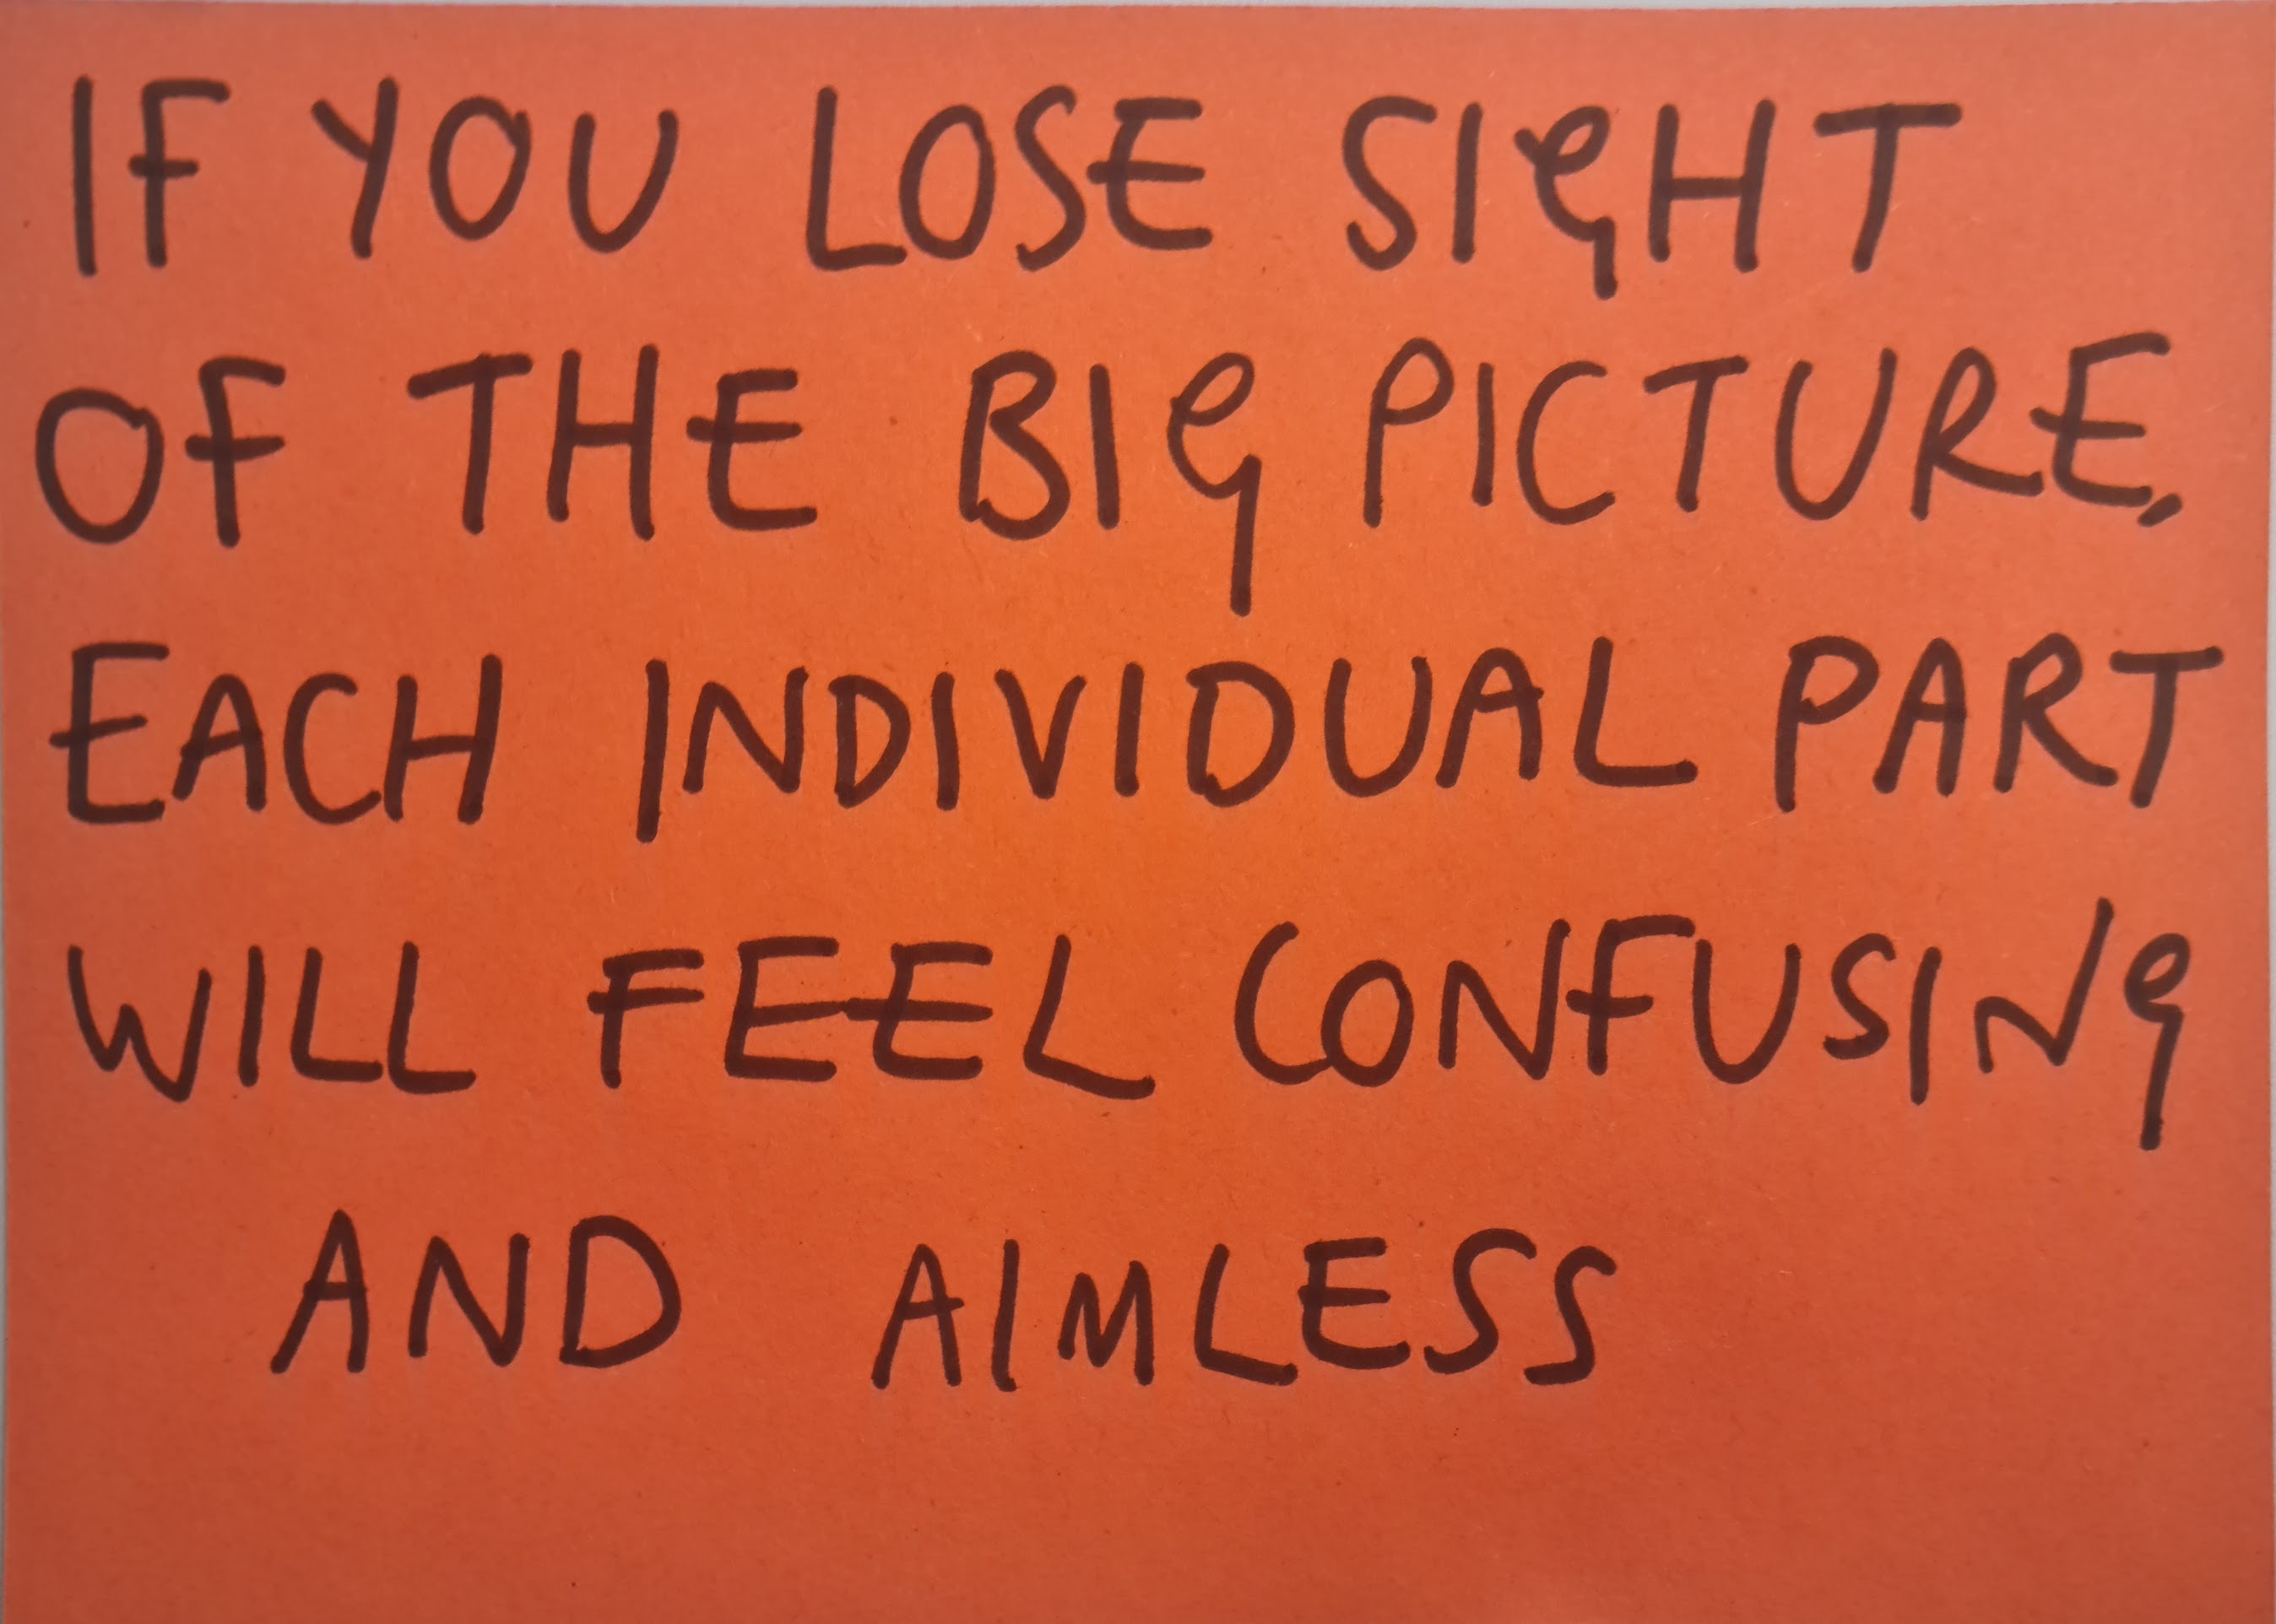 IF YOU LOSE SIGHT
OF THE BIG PICTURE,
EACH INDIVIDUAL PART
WILL FEEL CONFUSING
AND AIMLESS